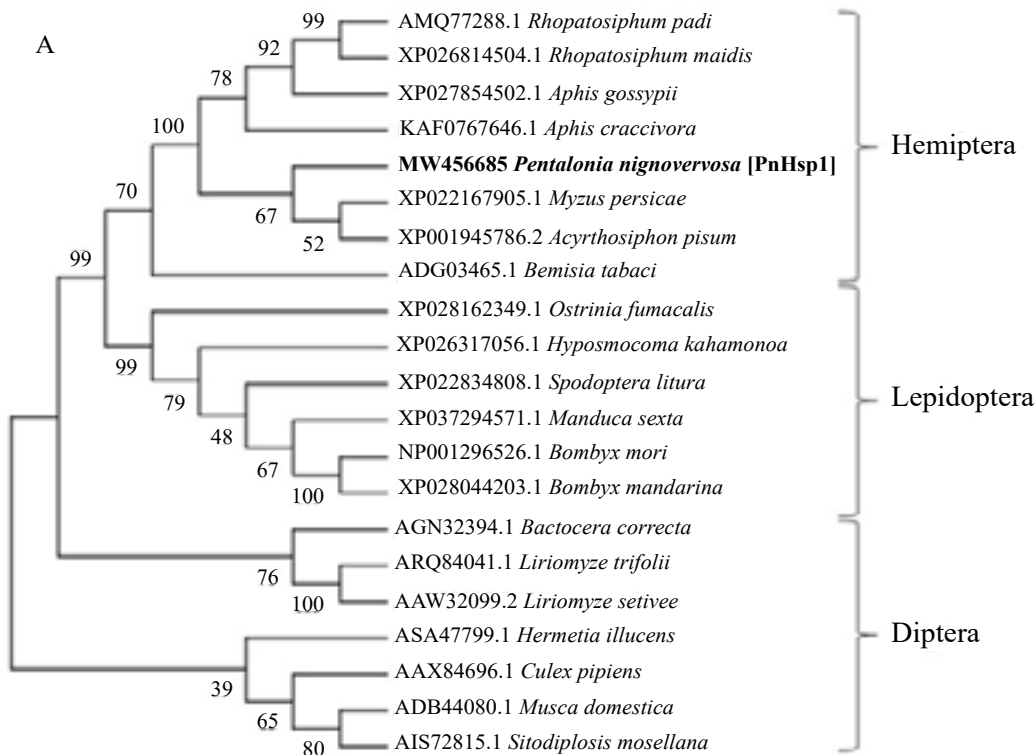 A
99
AMQ77288.1 Rhopatosiphum padi
92
XP026814504.1 Rhopatosiphum maidis
78
XP027854502.1 Aphis gossypii
100
KAF0767646.1 Aphis craccivora
Hemiptera
MW456685 Pentalonia nignovervosa [PnHsp1]
70
67
XP022167905.1 Myzus persicae
52
XP001945786.2 Acyrthosiphon pisum
99
ADG03465.1 Bemisia tabaci
XP028162349.1 Ostrinia fumacalis
99
XP026317056.1 Hyposmocoma kahamonoa
79
XP022834808.1 Spodoptera litura
Lepidoptera
48
XP037294571.1 Manduca sexta
67
NP001296526.1 Bombyx mori
100
XP028044203.1 Bombyx mandarina
AGN32394.1 Bactocera correcta
76
ARQ84041.1 Liriomyze trifolii
100
AAW32099.2 Liriomyze setivee
Diptera
ASA47799.1 Hermetia illucens
39
AAX84696.1 Culex pipiens
65
ADB44080.1 Musca domestica
80
AIS72815.1 Sitodiplosis mosellana